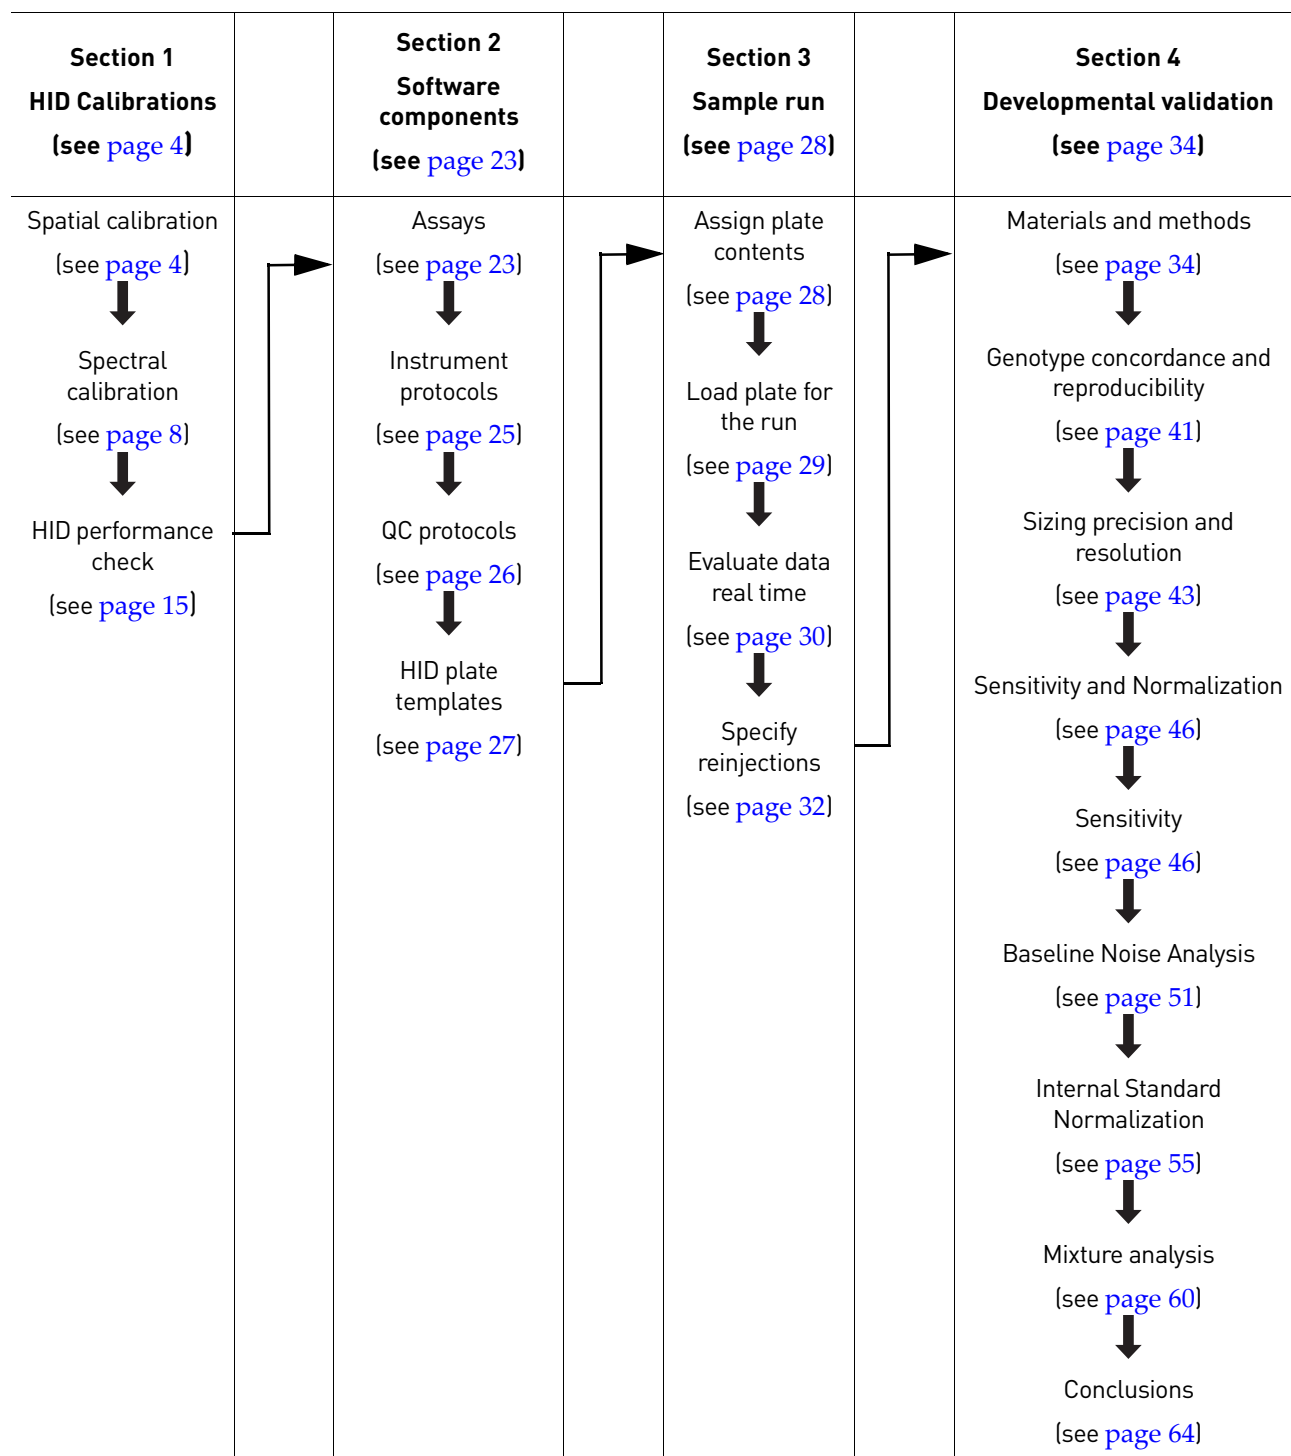 Section 1
HID Calibrations
(see page 4)
Section 2
Software
components
(see page 23)
Section 3
Sample run
(see page 28)
Section 4
Developmental validation
(see page 34)
Spatial calibration
(see page 4)
Spectral
calibration
(see page 8)
HID performance
check
(see page 15)
Assays
(see page 23)
Instrument
protocols
(see page 25)
QC protocols
(see page 26)
HID plate
templates
(see page 27)
Assign plate
contents
(see page 28)
Load plate for
the run
(see page 29)
Evaluate data
real time
(see page 30)
Specify
reinjections
(see page 32)
Materials and methods
(see page 34)
Genotype concordance and
reproducibility
(see page 41)
Sizing precision and
resolution
(see page 43)
Sensitivity and Normalization
(see page 46)
Sensitivity
(see page 46)
Baseline Noise Analysis
(see page 51)
Internal Standard
Normalization
(see page 55)
Mixture analysis
(see page 60)
Conclusions
(see page 64)